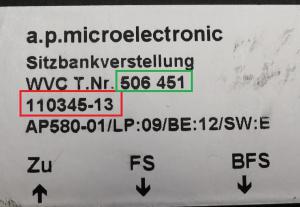 a.p.microelectronic
Sitzbankverstellung
WVC T.Nr. 506 451
110345-13
AP580-01/LP:09/BE:12/SW:E
Zu FS BFS
↑ ↓ ↓